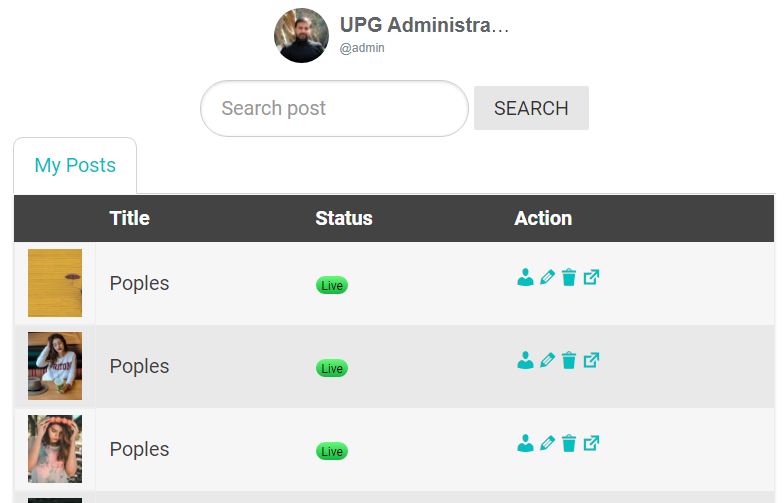 UPG Administra...
@admin
Search post SEARCH
My Posts
Title Status Action
Poples Live
Poples Live
Poples Live